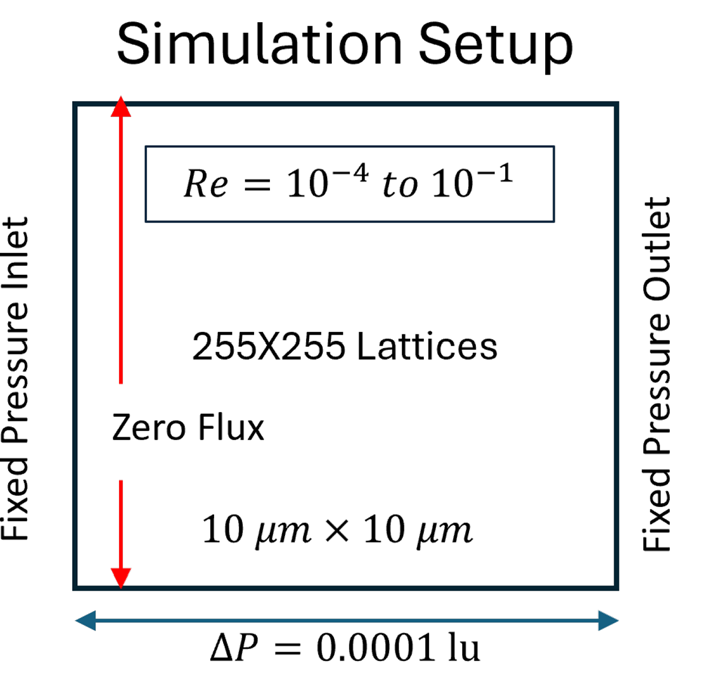 Simulation Setup
Fixed Pressure Inlet
Re = 10⁻⁴ to 10⁻¹
255X255 Lattices
Zero Flux
10 μm × 10 μm
Fixed Pressure Outlet
ΔP = 0.0001 lu